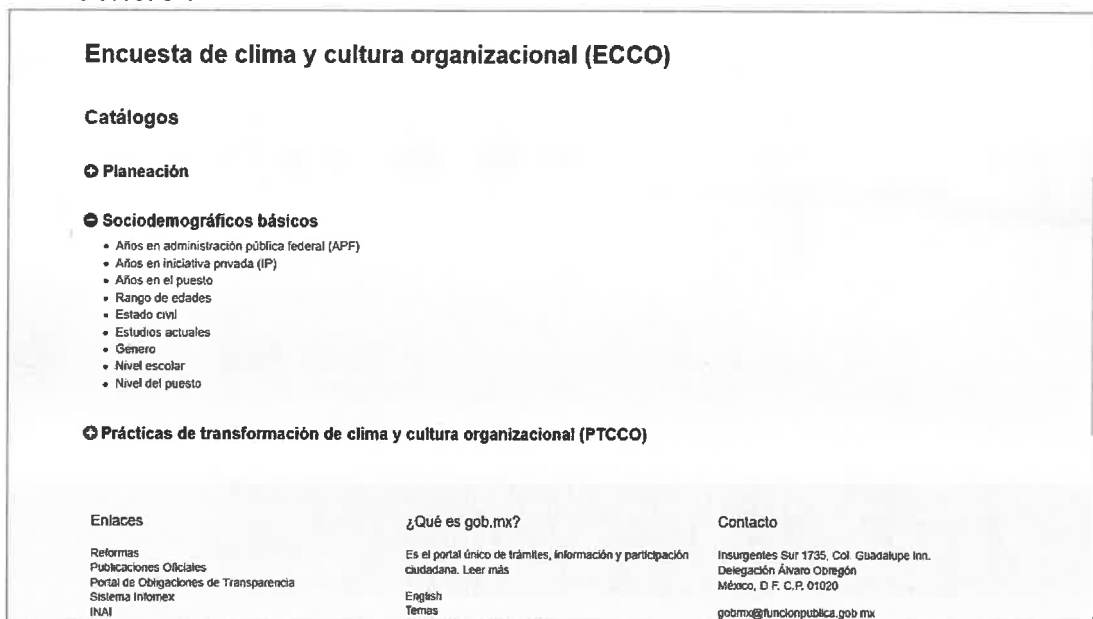 Encuesta de clima y cultura organizacional (ECCO)
Catálogos
Planeación
Sociodemográficos básicos
• Años en administración pública federal (APF)
• Años en iniciativa privada (IP)
• Años en el puesto
• Rango de edades
• Estado civil
• Estudios actuales
• Género
• Nivel escolar
• Nivel del puesto
Prácticas de transformación de clima y cultura organizacional (PTCCO)
Enlaces
Reformas
Publicaciones Oficiales
Portal de Obligaciones de Transparencia
Sistema Infomex
INAI
¿Qué es gob.mx?
Es el portal único de trámites, información y participación
ciudadana. Leer más
English
Temas
Contacto
Insurgentes Sur 1735, Col. Guadalupe Inn.
Delegación Álvaro Obregón
México, D F. C.P. 01020
gobmx@funcionpublica.gob mx